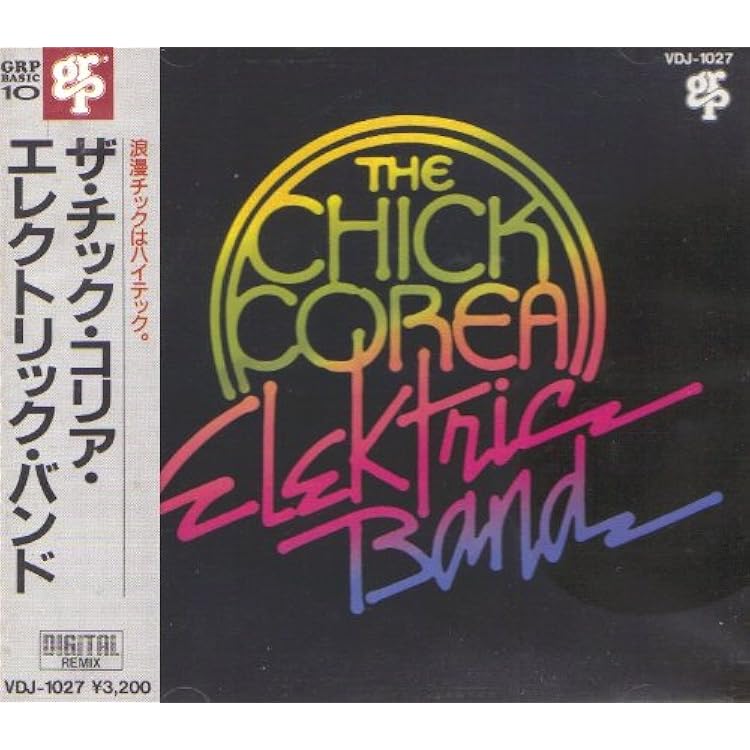 GRP
BASIC
10
grp
浪漫チックはハイテック。
ザ・チック・コリア・
エレクトリック・バンド
DIGITAL
REMIX
VDJ-1027 ¥3,200
VDJ-1027
grp
THE
CHICK
COREA
Elektric
Band